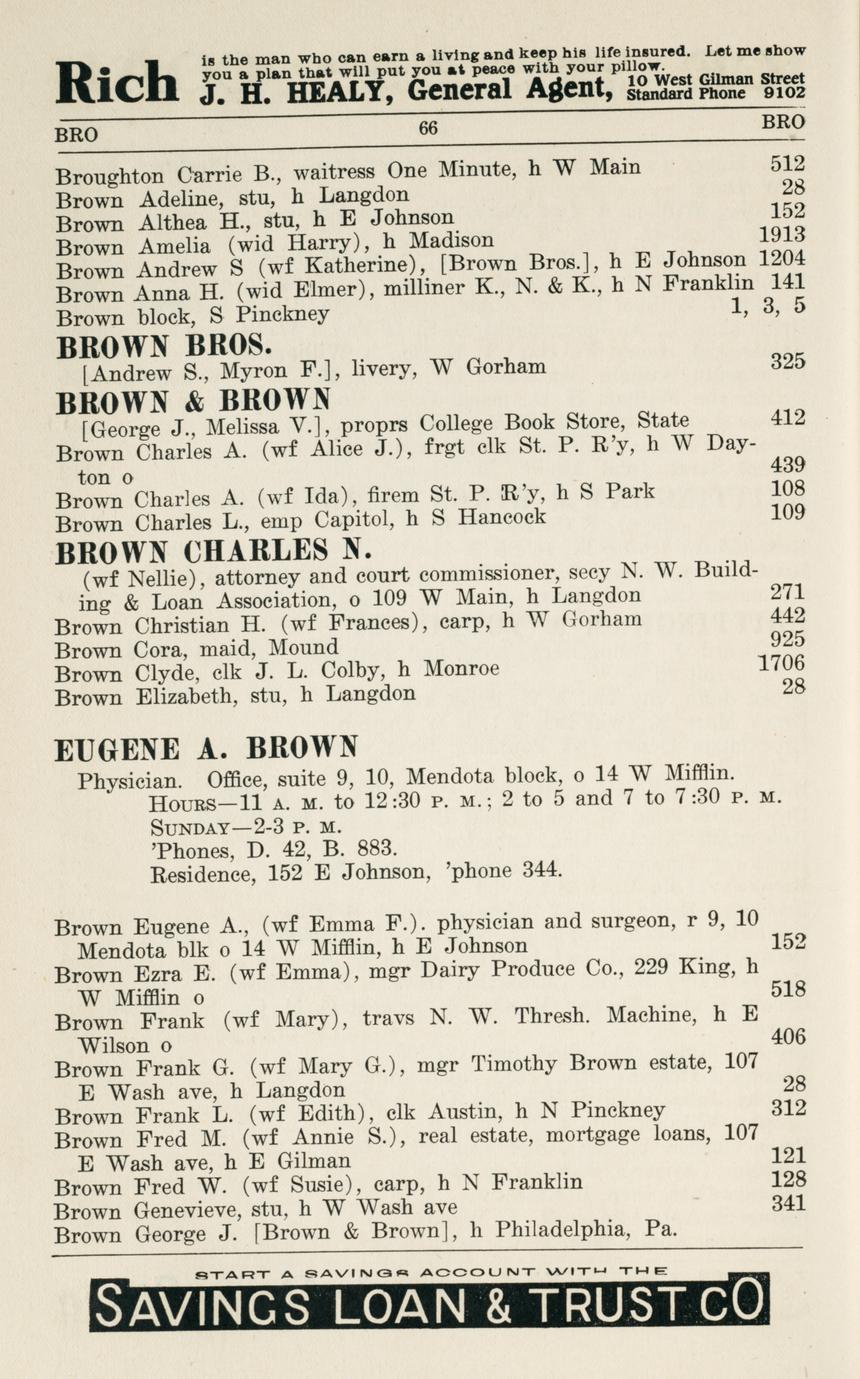 Rich is the man who can earn a living and keep his life insured. Let me show
you a plan that will put you at peace with your pillow.
J. H. HEALY, General Agent, 10 West Gilman Street
Standard Phone 9102
BRO 66 BRO
Broughton Carrie B., waitress One Minute, h W Main 512
Brown Adeline, stu, h Langdon 28
Brown Althea H., stu, h E Johnson 152
Brown Amelia (wid Harry), h Madison 1913
Brown Andrew S (wf Katherine), [Brown Bros.], h E Johnson 1204
Brown Anna H. (wid Elmer), milliner K., N. & K., h N Franklin 141
Brown block, S Pinckney 1, 3, 5
BROWN BROS.
[Andrew S., Myron F.], livery, W Gorham 325
BROWN & BROWN
[George J., Melissa V.], proprs College Book Store, State 412
Brown Charles A. (wf Alice J.), frgt clk St. P. R'y, h W Day-
ton o 439
Brown Charles A. (wf Ida), firem St. P. R'y, h S Park 108
Brown Charles L., emp Capitol, h S Hancock 109
BROWN CHARLES N.
(wf Nellie), attorney and court commissioner, secy N. W. Build-
ing & Loan Association, o 109 W Main, h Langdon 271
Brown Christian H. (wf Frances), carp, h W Gorham 442
Brown Cora, maid, Mound 925
Brown Clyde, clk J. L. Colby, h Monroe 1706
Brown Elizabeth, stu, h Langdon 28
EUGENE A. BROWN
Physician. Office, suite 9, 10, Mendota block, o 14 W Mifflin.
HOURS—11 A. M. to 12:30 P. M.; 2 to 5 and 7 to 7:30 P. M.
SUNDAY—2-3 P. M.
'Phones, D. 42, B. 883.
Residence, 152 E Johnson, 'phone 344.
Brown Eugene A., (wf Emma F.). physician and surgeon, r 9, 10
Mendota blk o 14 W Mifflin, h E Johnson 152
Brown Ezra E. (wf Emma), mgr Dairy Produce Co., 229 King, h
W Mifflin o 518
Brown Frank (wf Mary), travs N. W. Thresh. Machine, h E
Wilson o 406
Brown Frank G. (wf Mary G.), mgr Timothy Brown estate, 107
E Wash ave, h Langdon 28
Brown Frank L. (wf Edith), clk Austin, h N Pinckney 312
Brown Fred M. (wf Annie S.), real estate, mortgage loans, 107
E Wash ave, h E Gilman 121
Brown Fred W. (wf Susie), carp, h N Franklin 128
Brown Genevieve, stu, h W Wash ave 341
Brown George J. [Brown & Brown], h Philadelphia, Pa.
START A SAVINGS ACCOUNT WITH THE
SAVINGS LOAN & TRUST CO